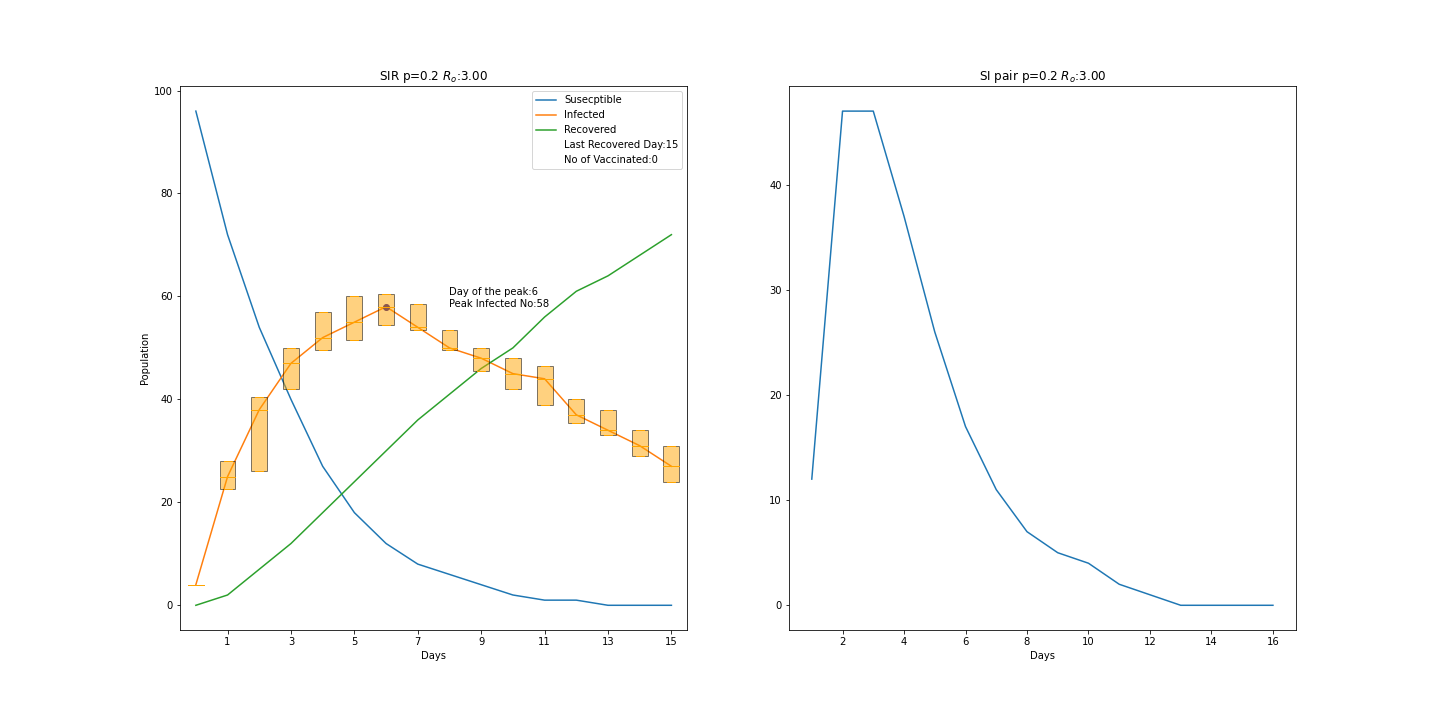 SIR p=0.2 Rₒ:3.00
100
80
60
40
20
0
Population
Susecptible
Infected
Recovered
Last Recovered Day:15
No of Vaccinated:0
Day of the peak:6
Peak Infected No:58
1 3 5 7 9 11 13 15
Days
SI pair p=0.2 Rₒ:3.00
40
30
20
10
0
2 4 6 8 10 12 14 16
Days